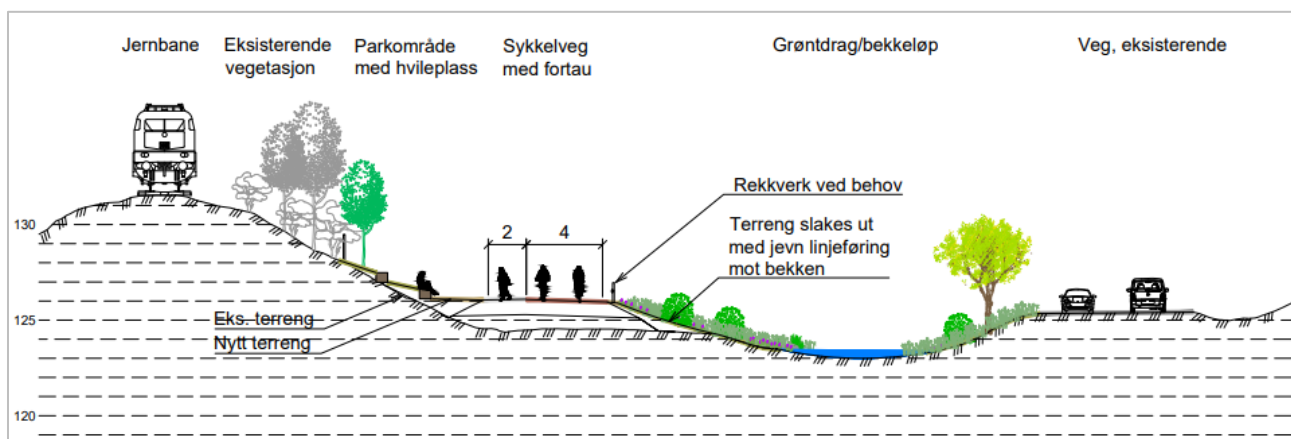 Jernbane
Eksisterende
vegetasjon
Parkområde
med hvileplass
Sykkelveg
med fortau
Grøntdrag/bekkeløp
Veg, eksisterende
Rekkverk ved behov
Terreng slakes ut
med jevn linjeføring
mot bekken
130
2
4
125
Eks. terreng
Nytt terreng
120